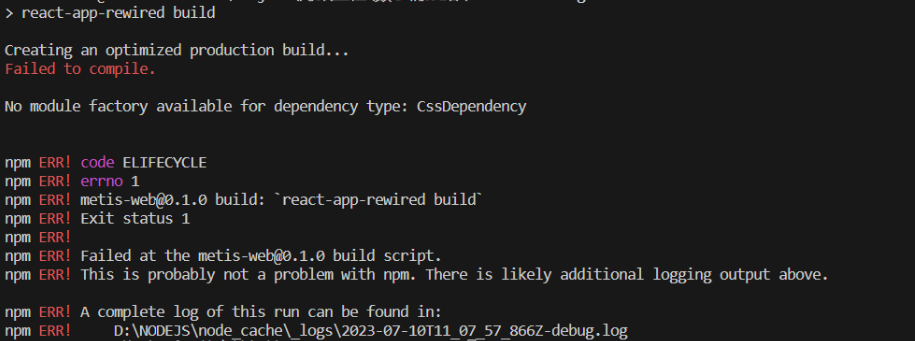 > react-app-rewired build
Creating an optimized production build...
Failed to compile.
No module factory available for dependency type: CssDependency
npm ERR! code ELIFECYCLE
npm ERR! errno 1
npm ERR! metis-web@0.1.0 build: `react-app-rewired build`
npm ERR! Exit status 1
npm ERR!
npm ERR! Failed at the metis-web@0.1.0 build script.
npm ERR! This is probably not a problem with npm. There is likely additional logging output above.
npm ERR! A complete log of this run can be found in:
npm ERR!     D:\NODEJS\node_cache\_logs\2023-07-10T11_07_57_866Z-debug.log